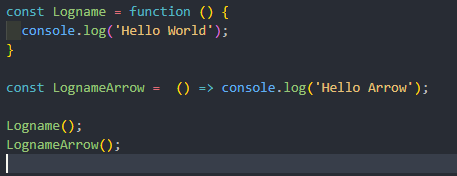 const Logname = function () {
  console.log('Hello World');
}

const LognameArrow =  () => console.log('Hello Arrow');

Logname();
LognameArrow();